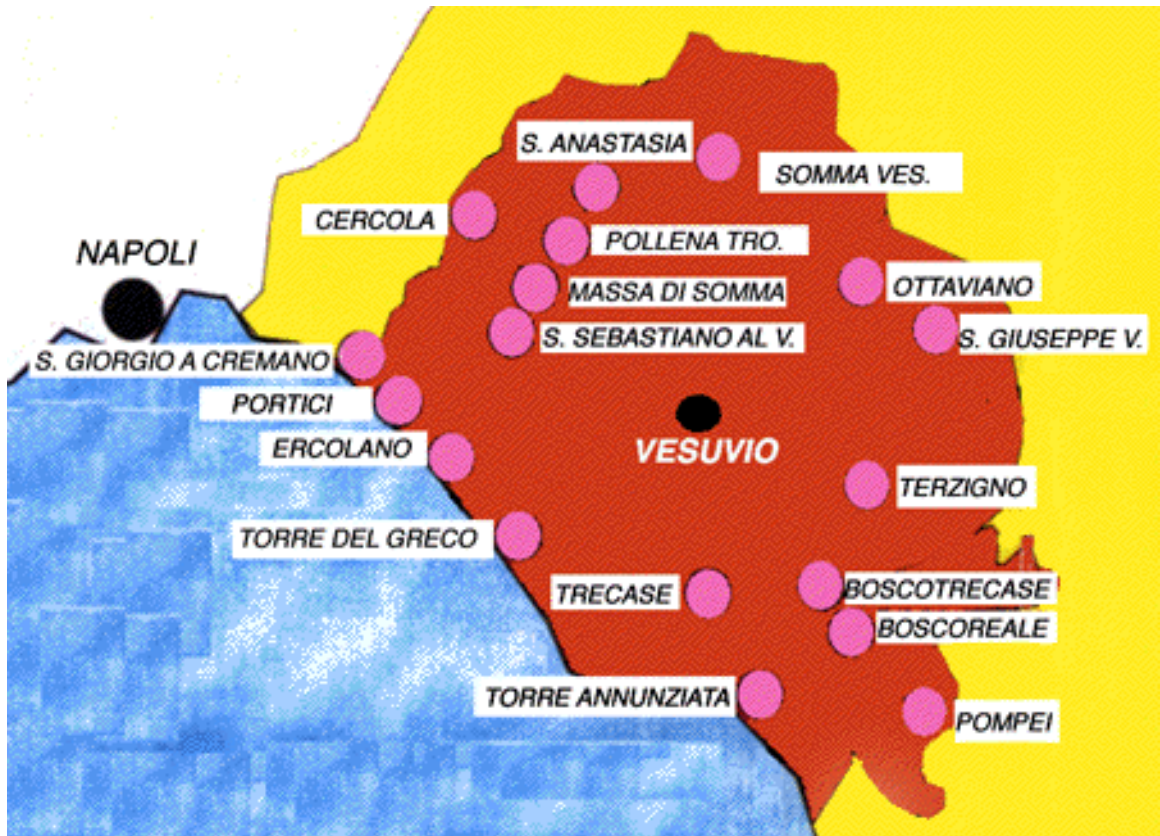 S. ANASTASIA
SOMMA VES.
CERCOLA
POLLENA TRO.
NAPOLI
MASSA DI SOMMA
OTTAVIANO
S. SEBASTIANO AL V.
S. GIUSEPPE V.
S. GIORGIO A CREMANO
PORTICI
ERCOLANO
VESUVIO
TERZIGNO
TORRE DEL GRECO
TRECASE
BOSCOTRECASE
BOSCOREALE
TORRE ANNUNZIATA
POMPEI